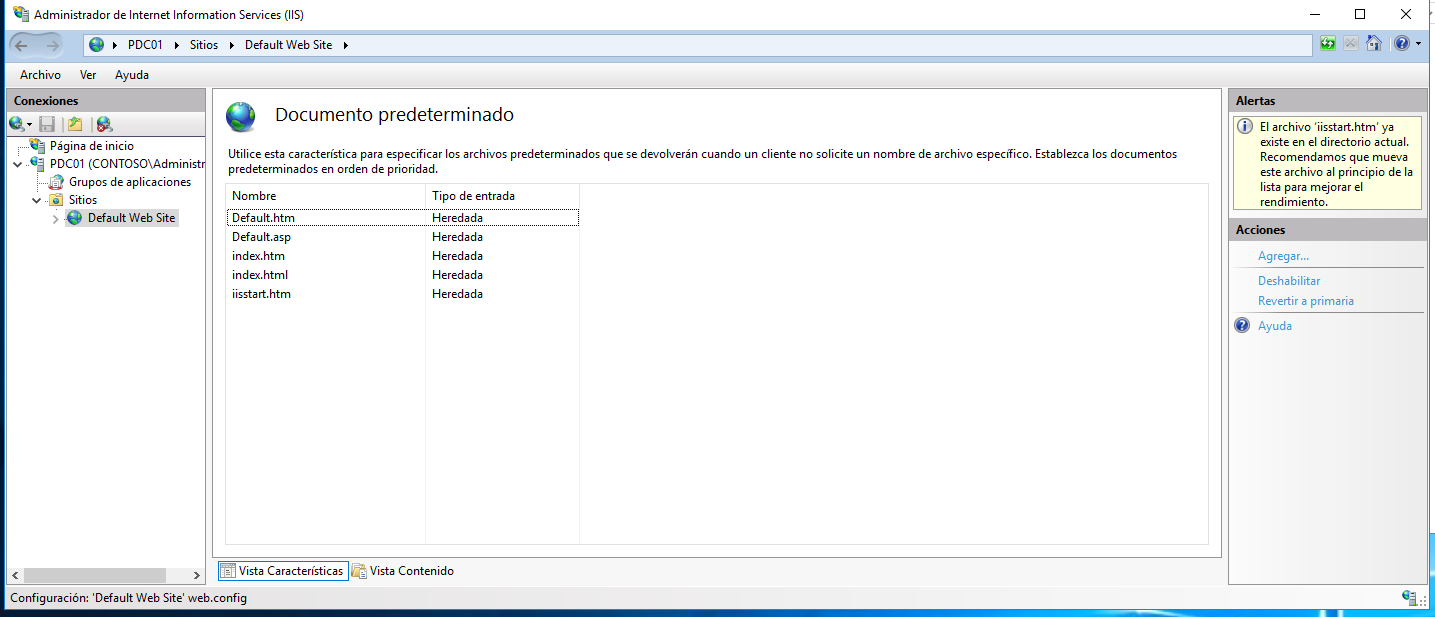 Administrador de Internet Information Services (IIS)
PDC01 Sitios Default Web Site
Archivo Ver Ayuda
Conexiones
Página de inicio
PDC01 (CONTOSO\Administr
Grupos de aplicaciones
Sitios
Default Web Site
Documento predeterminado
Utilice esta característica para especificar los archivos predeterminados que se devolverán cuando un cliente no solicite un nombre de archivo específico. Establezca los documentos
predeterminados en orden de prioridad.
Nombre Tipo de entrada
Default.htm Heredada
Default.asp Heredada
index.htm Heredada
index.html Heredada
iisstart.htm Heredada
Vista Características Vista Contenido
Alertas
El archivo 'iisstart.htm' ya
existe en el directorio actual.
Recomendamos que mueva
este archivo al principio de la
lista para mejorar el
rendimiento.
Acciones
Agregar...
Deshabilitar
Revertir a primaria
Ayuda
Configuración: 'Default Web Site' web.config